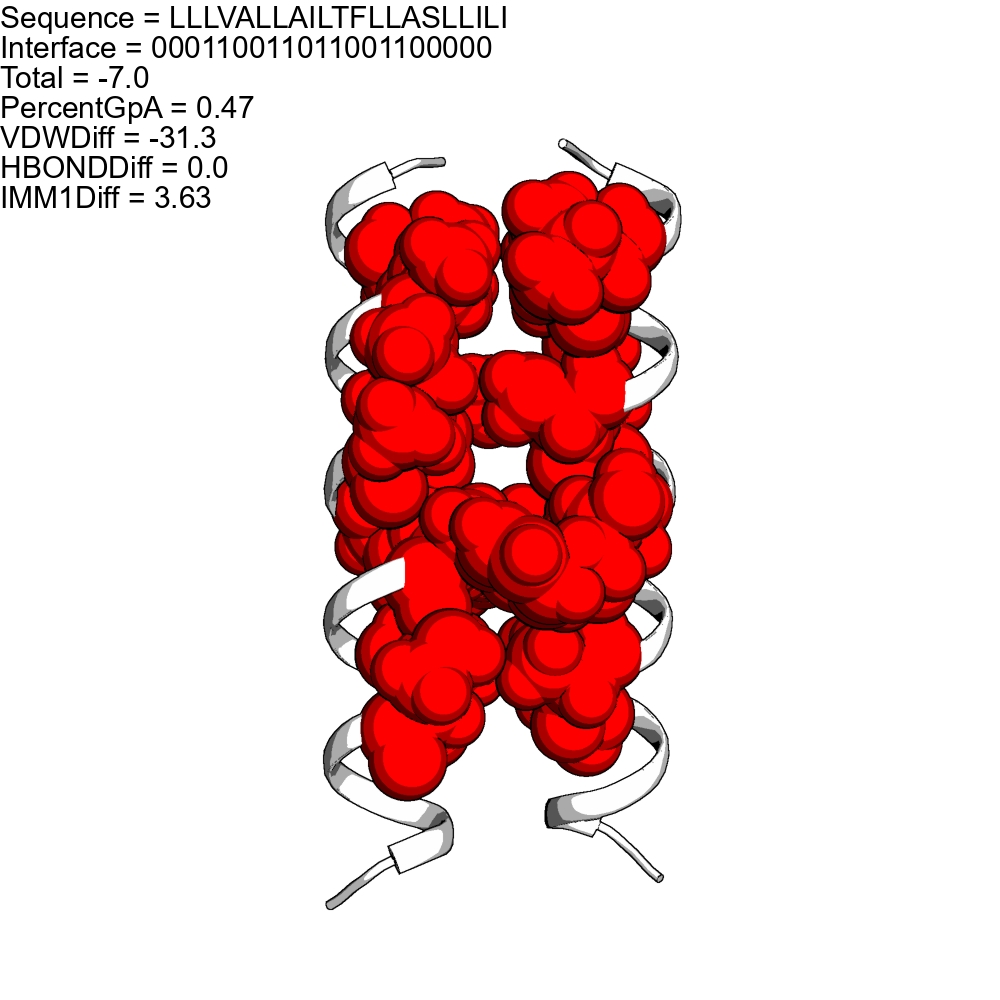 Sequence = LLLVALLAILTFLLASLLILI
Interface = 000110011011001100000
Total = -7.0
PercentGpA = 0.47
VDWDiff = -31.3
HBONDDiff = 0.0
IMM1Diff = 3.63